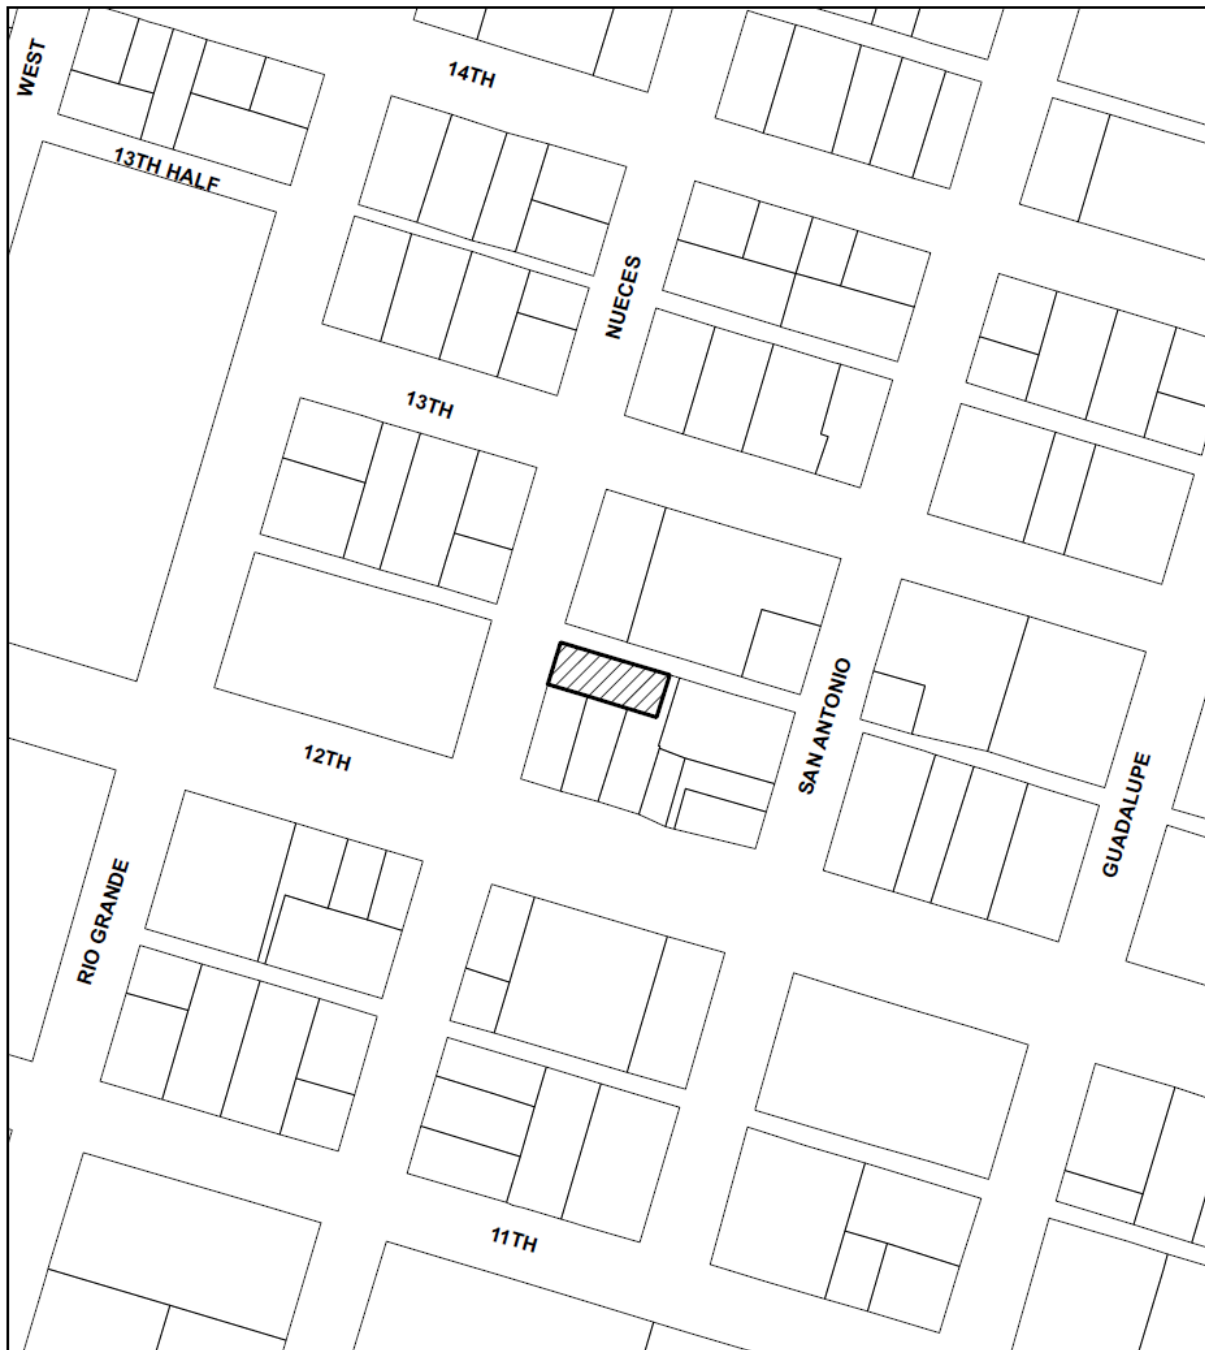 WEST
14TH
13TH HALF
NUECES
13TH
SAN ANTONIO
12TH
GUADALUPE
RIO GRANDE
11TH